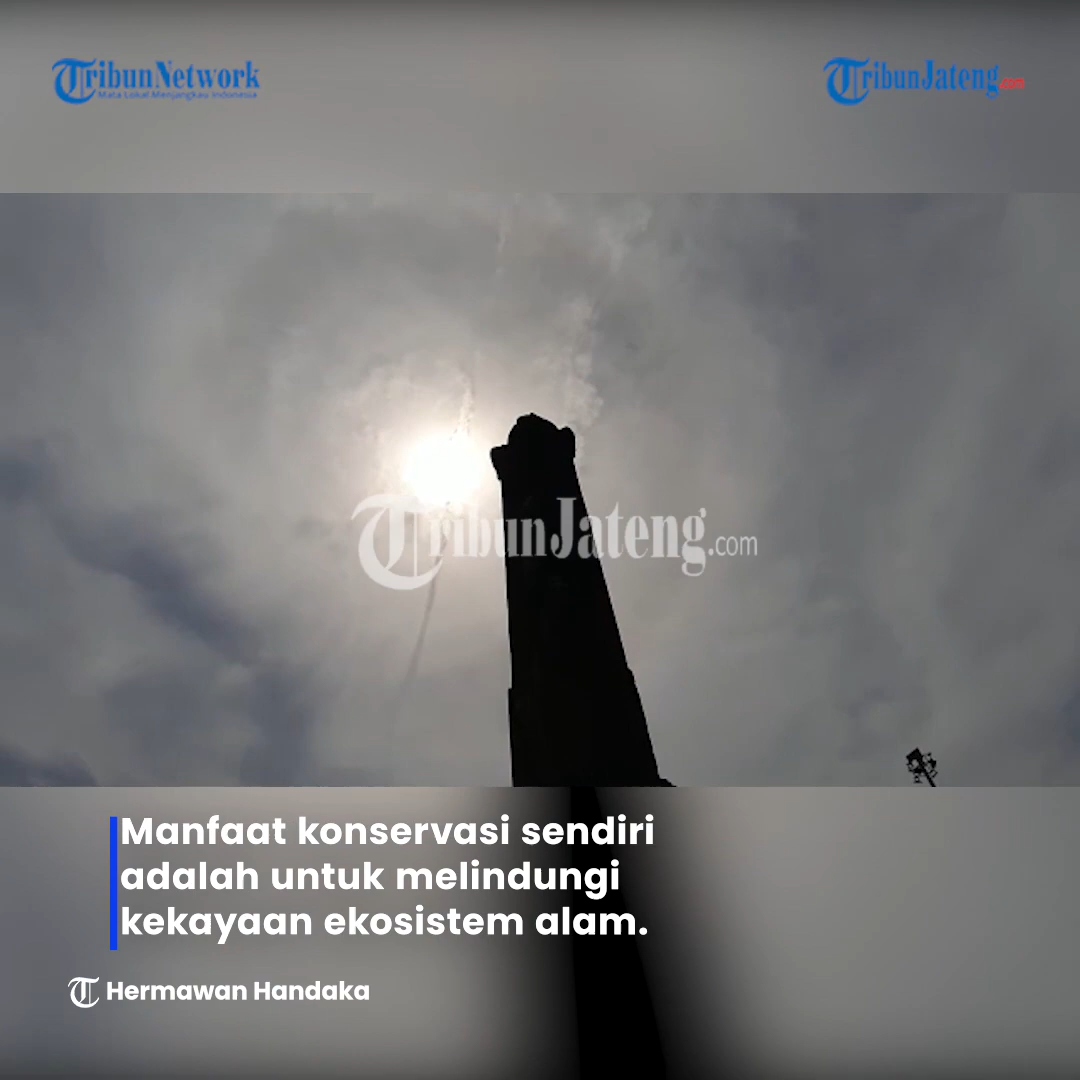 TribunNetwork
Mata Lokal Menjangkau Indonesia
TribunJateng.com
TribunJateng.com
Manfaat konservasi sendiri
adalah untuk melindungi
kekayaan ekosistem alam.
Hermawan Handaka